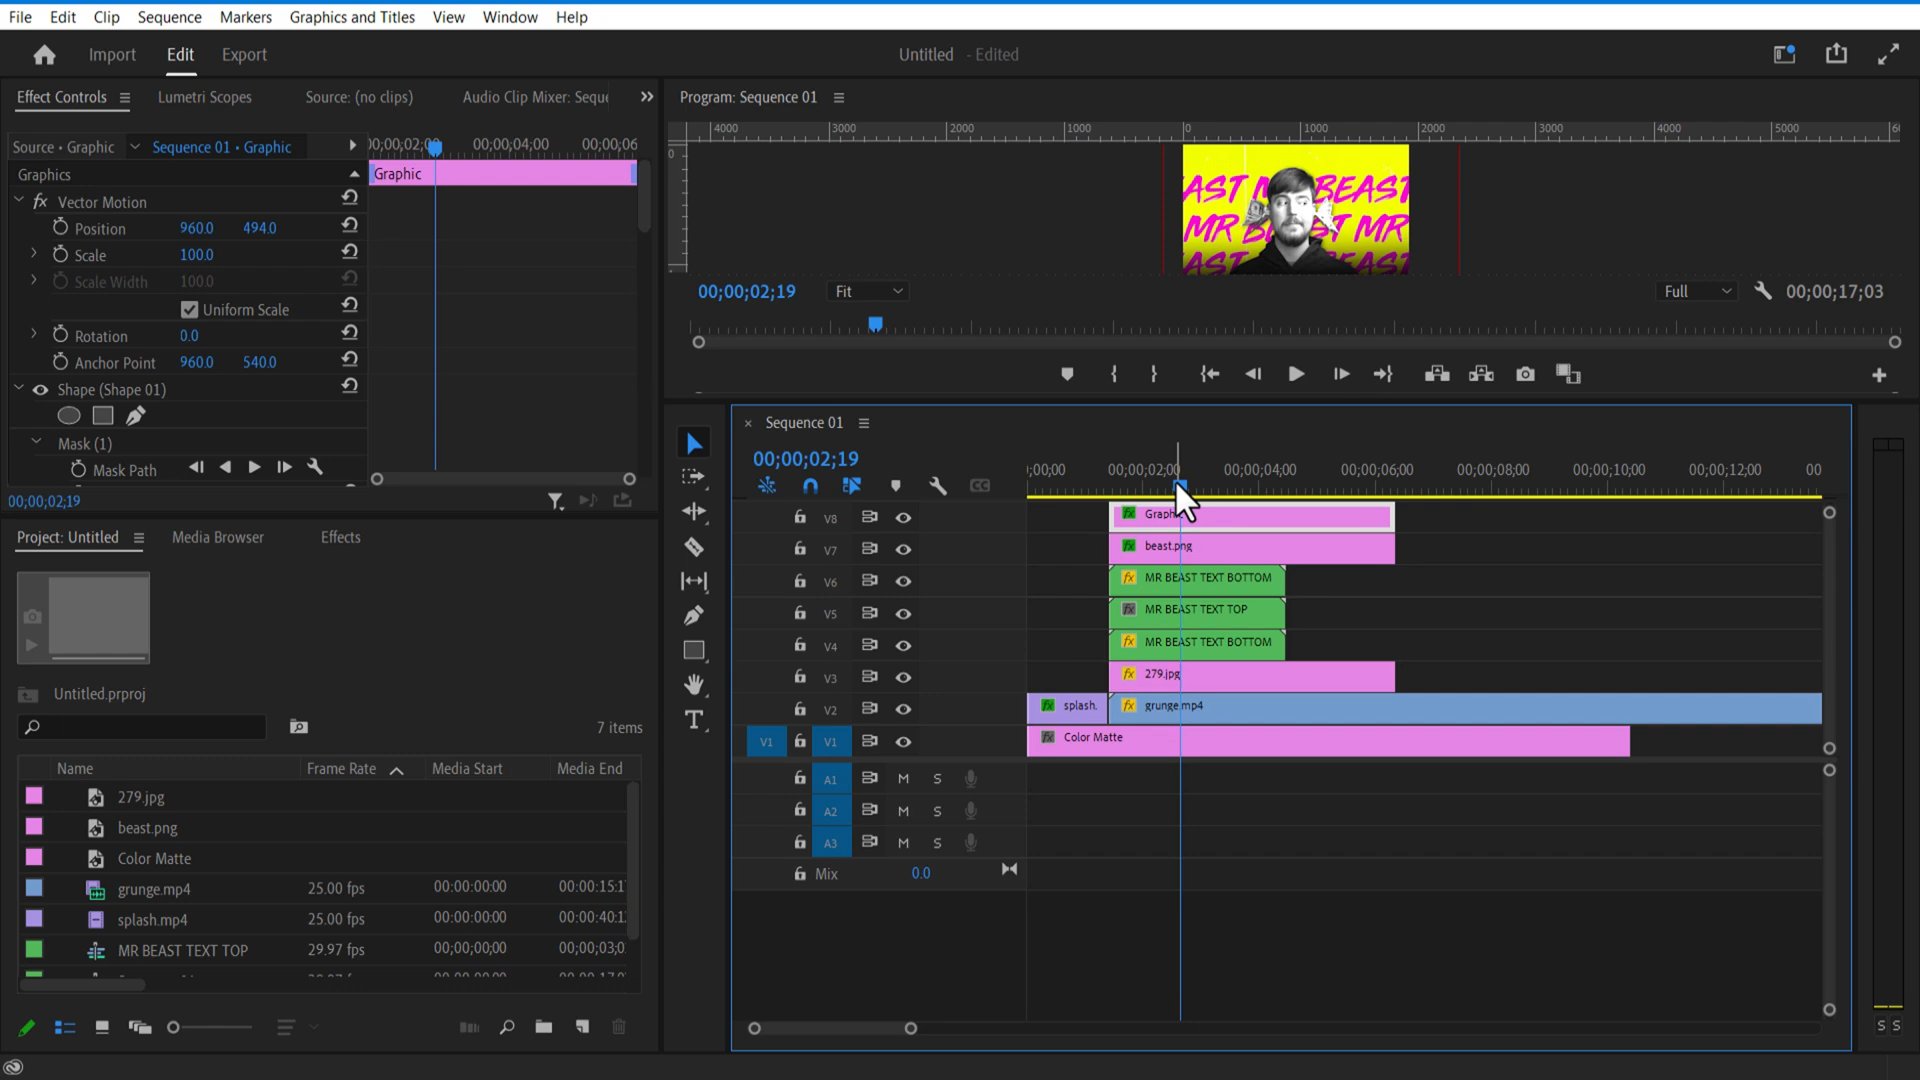 File Edit Clip Sequence Markers Graphics and Titles View Window Help
Import Edit Export Untitled - Edited
Effect Controls Lumetri Scopes Source: (no clips) Audio Clip Mixer: Seque
Program: Sequence 01
4000 3000 2000 1000 0 1000 2000 3000 4000 5000
0
Source • Graphic Sequence 01 • Graphic
00;00;04;00 00;00;06
Graphics
Graphic
fx Vector Motion
Position 960.0 494.0
Scale 100.0
Scale Width 100.0
Uniform Scale
Rotation 0.0
Anchor Point 960.0 540.0
Shape (Shape 01)
Mask (1)
Mask Path
00;00;02;19
MR BEAST
00;00;02;19 Fit Full 00;00;17;03
× Sequence 01
00;00;02;19
;00;00 00;00;02;00 00;00;04;00 00;00;06;00 00;00;08;00 00;00;10;00 00;00;12;00 00
CC
V8 fx Graph
V7 fx beast.png
V6 fx MR BEAST TEXT BOTTOM
V5 fx MR BEAST TEXT TOP
V4 fx MR BEAST TEXT BOTTOM
V3 fx 279.jpg
V2 fx splash. fx grunge.mp4
V1 V1 fx Color Matte
A1 M S
A2 M S
A3 M S
Mix 0.0
S S
Project: Untitled Media Browser Effects
Untitled.prproj
7 items
Name Frame Rate Media Start Media End
279.jpg
beast.png
Color Matte
grunge.mp4 25.00 fps 00:00:00:00 00:00:15:1
splash.mp4 25.00 fps 00:00:00:00 00:00:40:1
MR BEAST TEXT TOP 29.97 fps 00;00;00;00 00;00;03;0